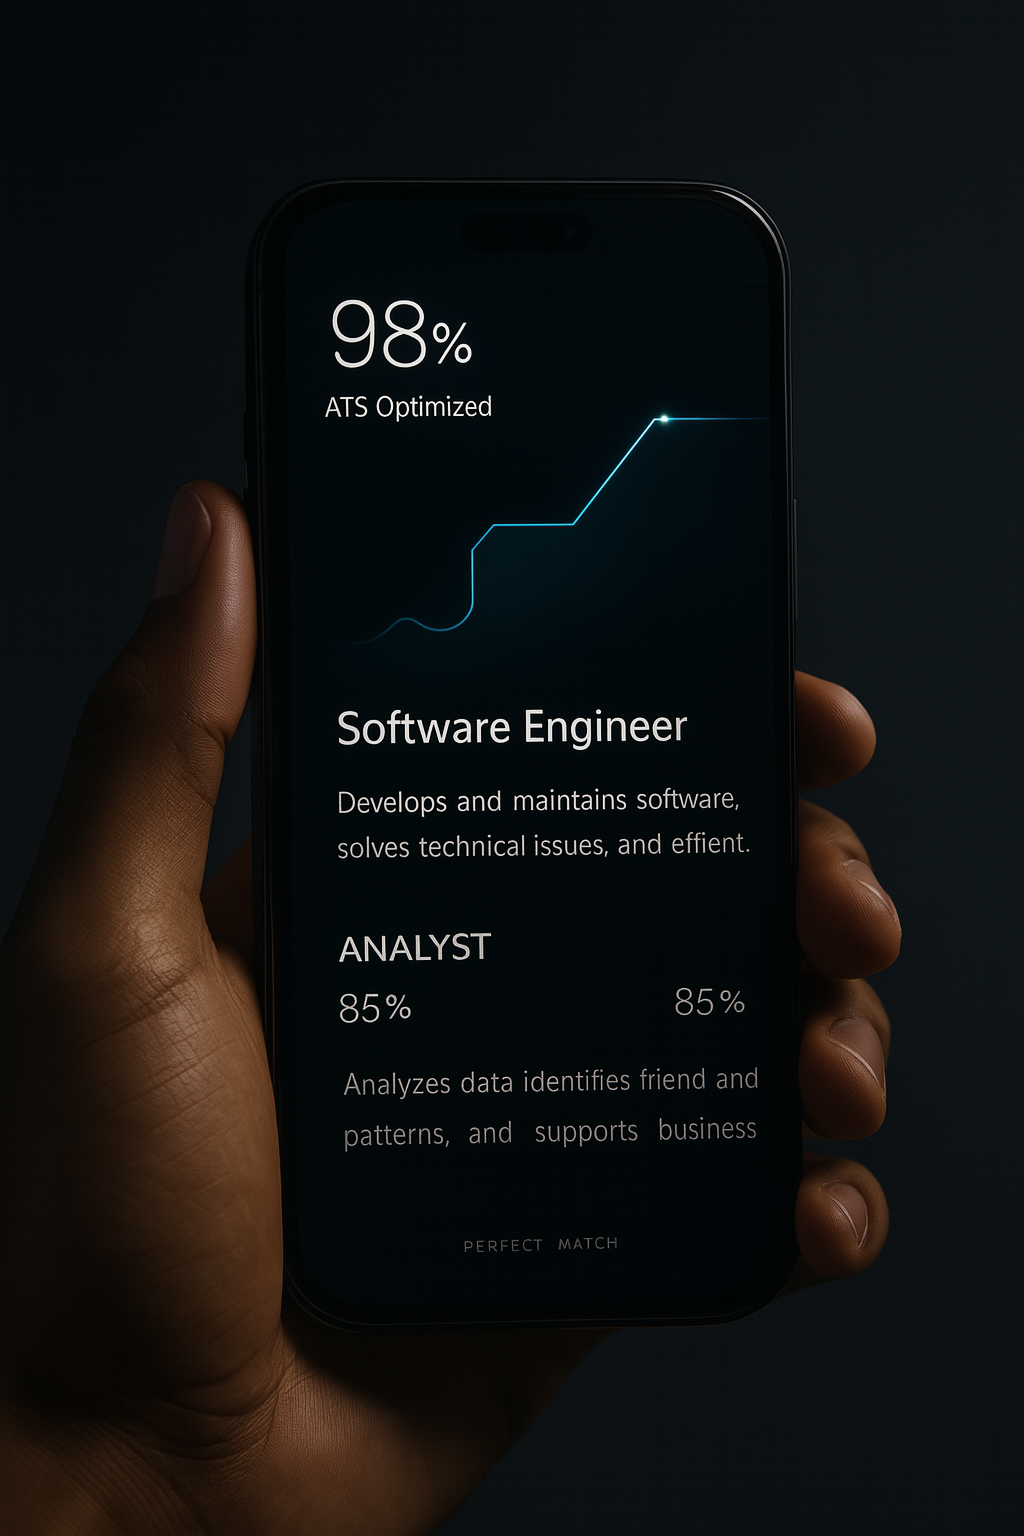 98%
ATS Optimized
Software Engineer
Develops and maintains software,
solves technical issues, and effient.
ANALYST
85% 85%
Analyzes data identifies friend and
patterns, and supports business
PERFECT MATCH